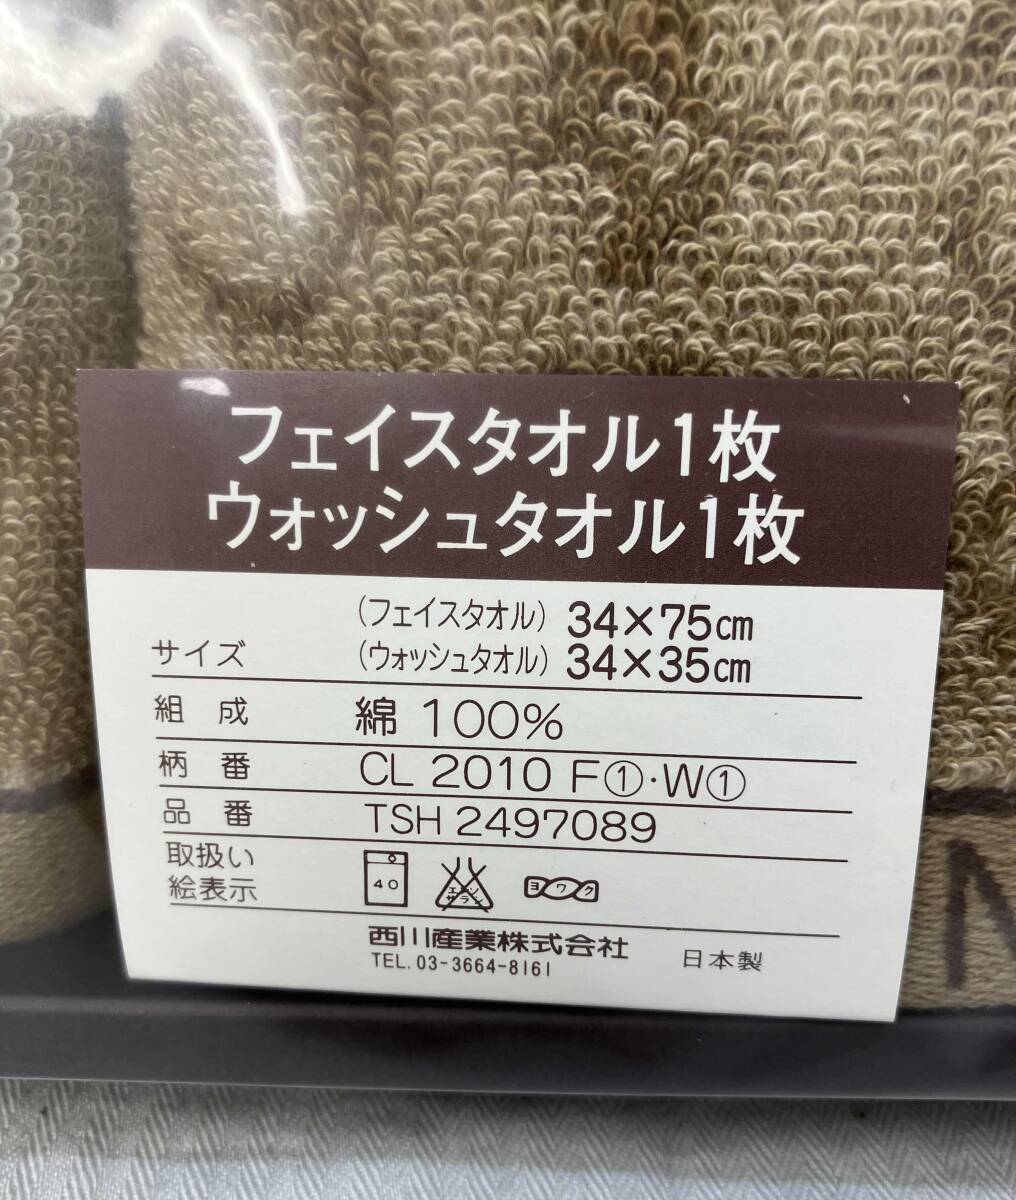 フェイスタオル1枚
ウォッシュタオル1枚
サイズ (フェイスタオル) 34×75cm
(ウォッシュタオル) 34×35cm
組成 綿 100%
柄番 CL 2010 F①·W①
品番 TSH 2497089
取扱い
絵表示 40 エンソサラシ ヨワク
西川産業株式会社 日本製
TEL. 03-3664-8161
N